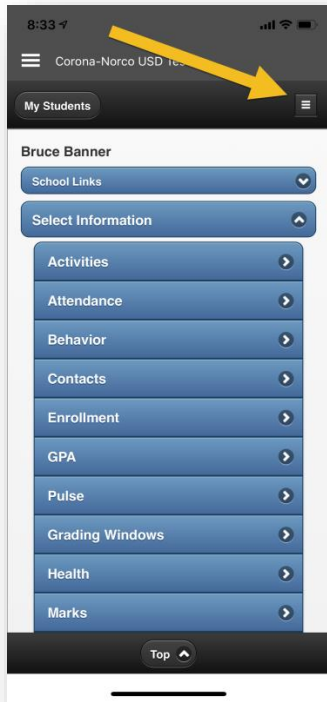 8:33
Corona-Norco USD
My Students
Bruce Banner
School Links
Select Information
Activities
Attendance
Behavior
Contacts
Enrollment
GPA
Pulse
Grading Windows
Health
Marks
Top